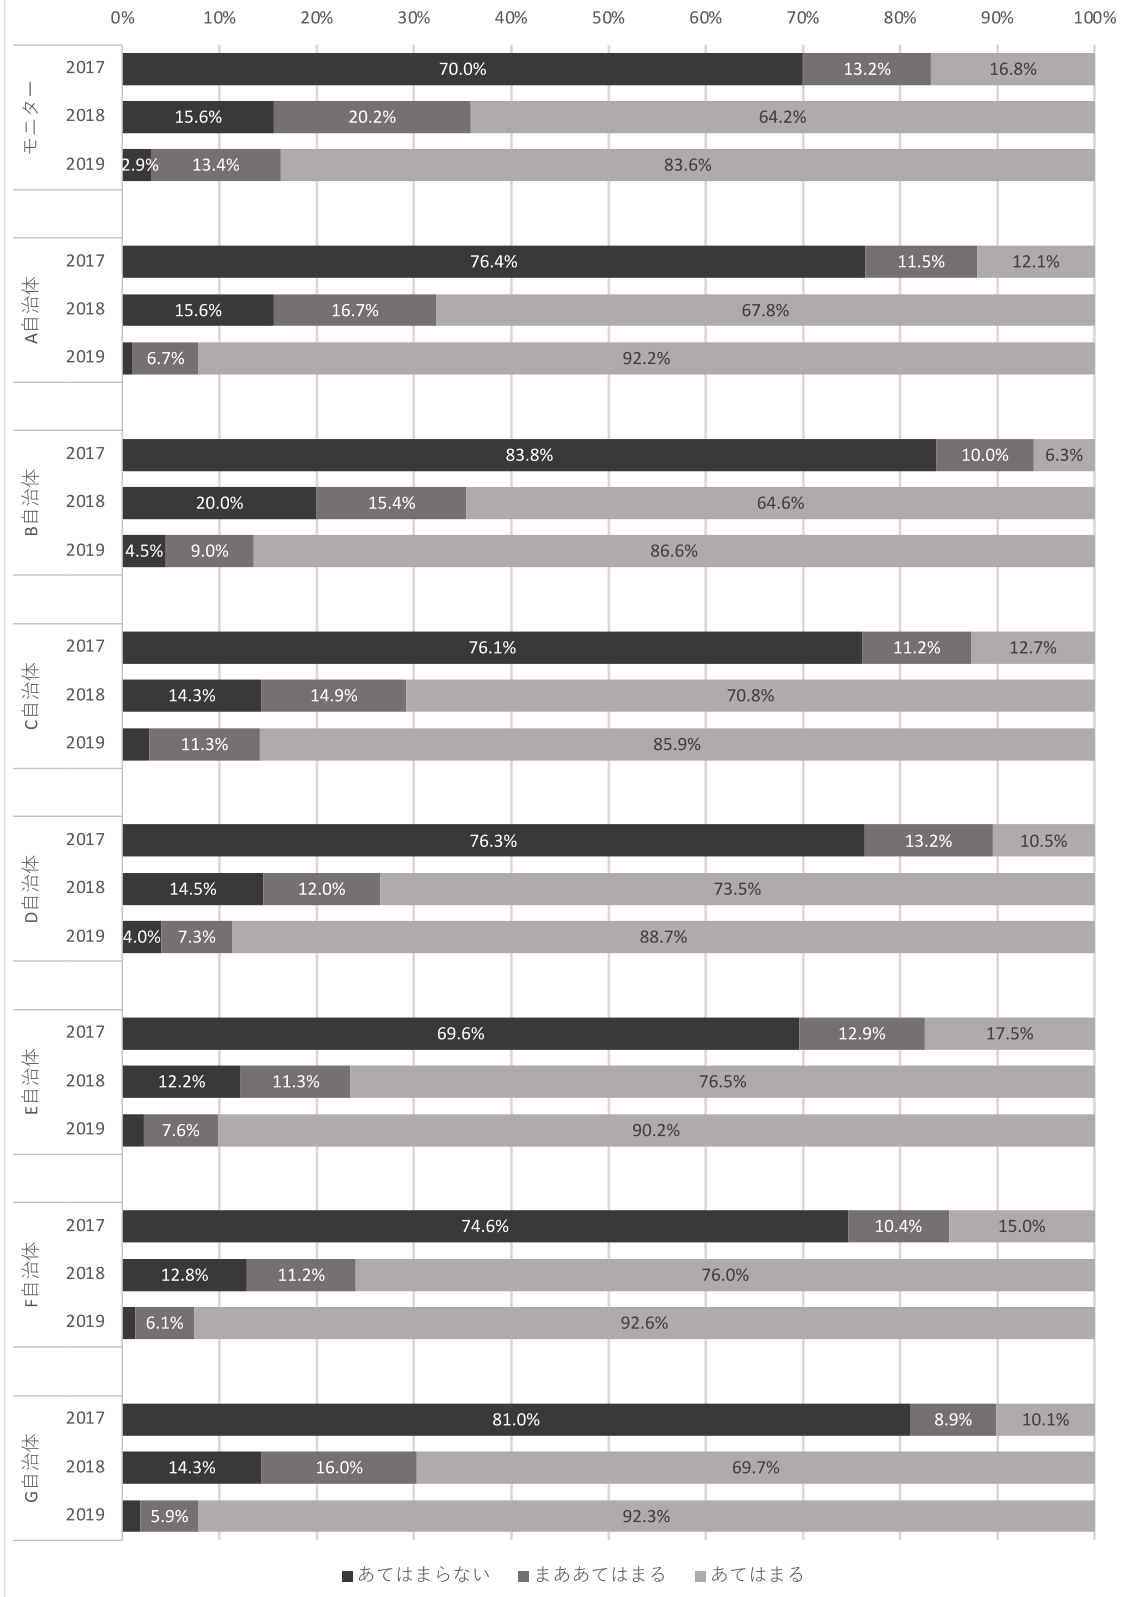 0% 10% 20% 30% 40% 50% 60% 70% 80% 90% 100%
モニター
2017 70.0% 13.2% 16.8%
2018 15.6% 20.2% 64.2%
2019 2.9% 13.4% 83.6%
A自治体
2017 76.4% 11.5% 12.1%
2018 15.6% 16.7% 67.8%
2019 6.7% 92.2%
B自治体
2017 83.8% 10.0% 6.3%
2018 20.0% 15.4% 64.6%
2019 4.5% 9.0% 86.6%
C自治体
2017 76.1% 11.2% 12.7%
2018 14.3% 14.9% 70.8%
2019 11.3% 85.9%
D自治体
2017 76.3% 13.2% 10.5%
2018 14.5% 12.0% 73.5%
2019 4.0% 7.3% 88.7%
E自治体
2017 69.6% 12.9% 17.5%
2018 12.2% 11.3% 76.5%
2019 7.6% 90.2%
F自治体
2017 74.6% 10.4% 15.0%
2018 12.8% 11.2% 76.0%
2019 6.1% 92.6%
G自治体
2017 81.0% 8.9% 10.1%
2018 14.3% 16.0% 69.7%
2019 5.9% 92.3%
あてはまらない まああてはまる あてはまる